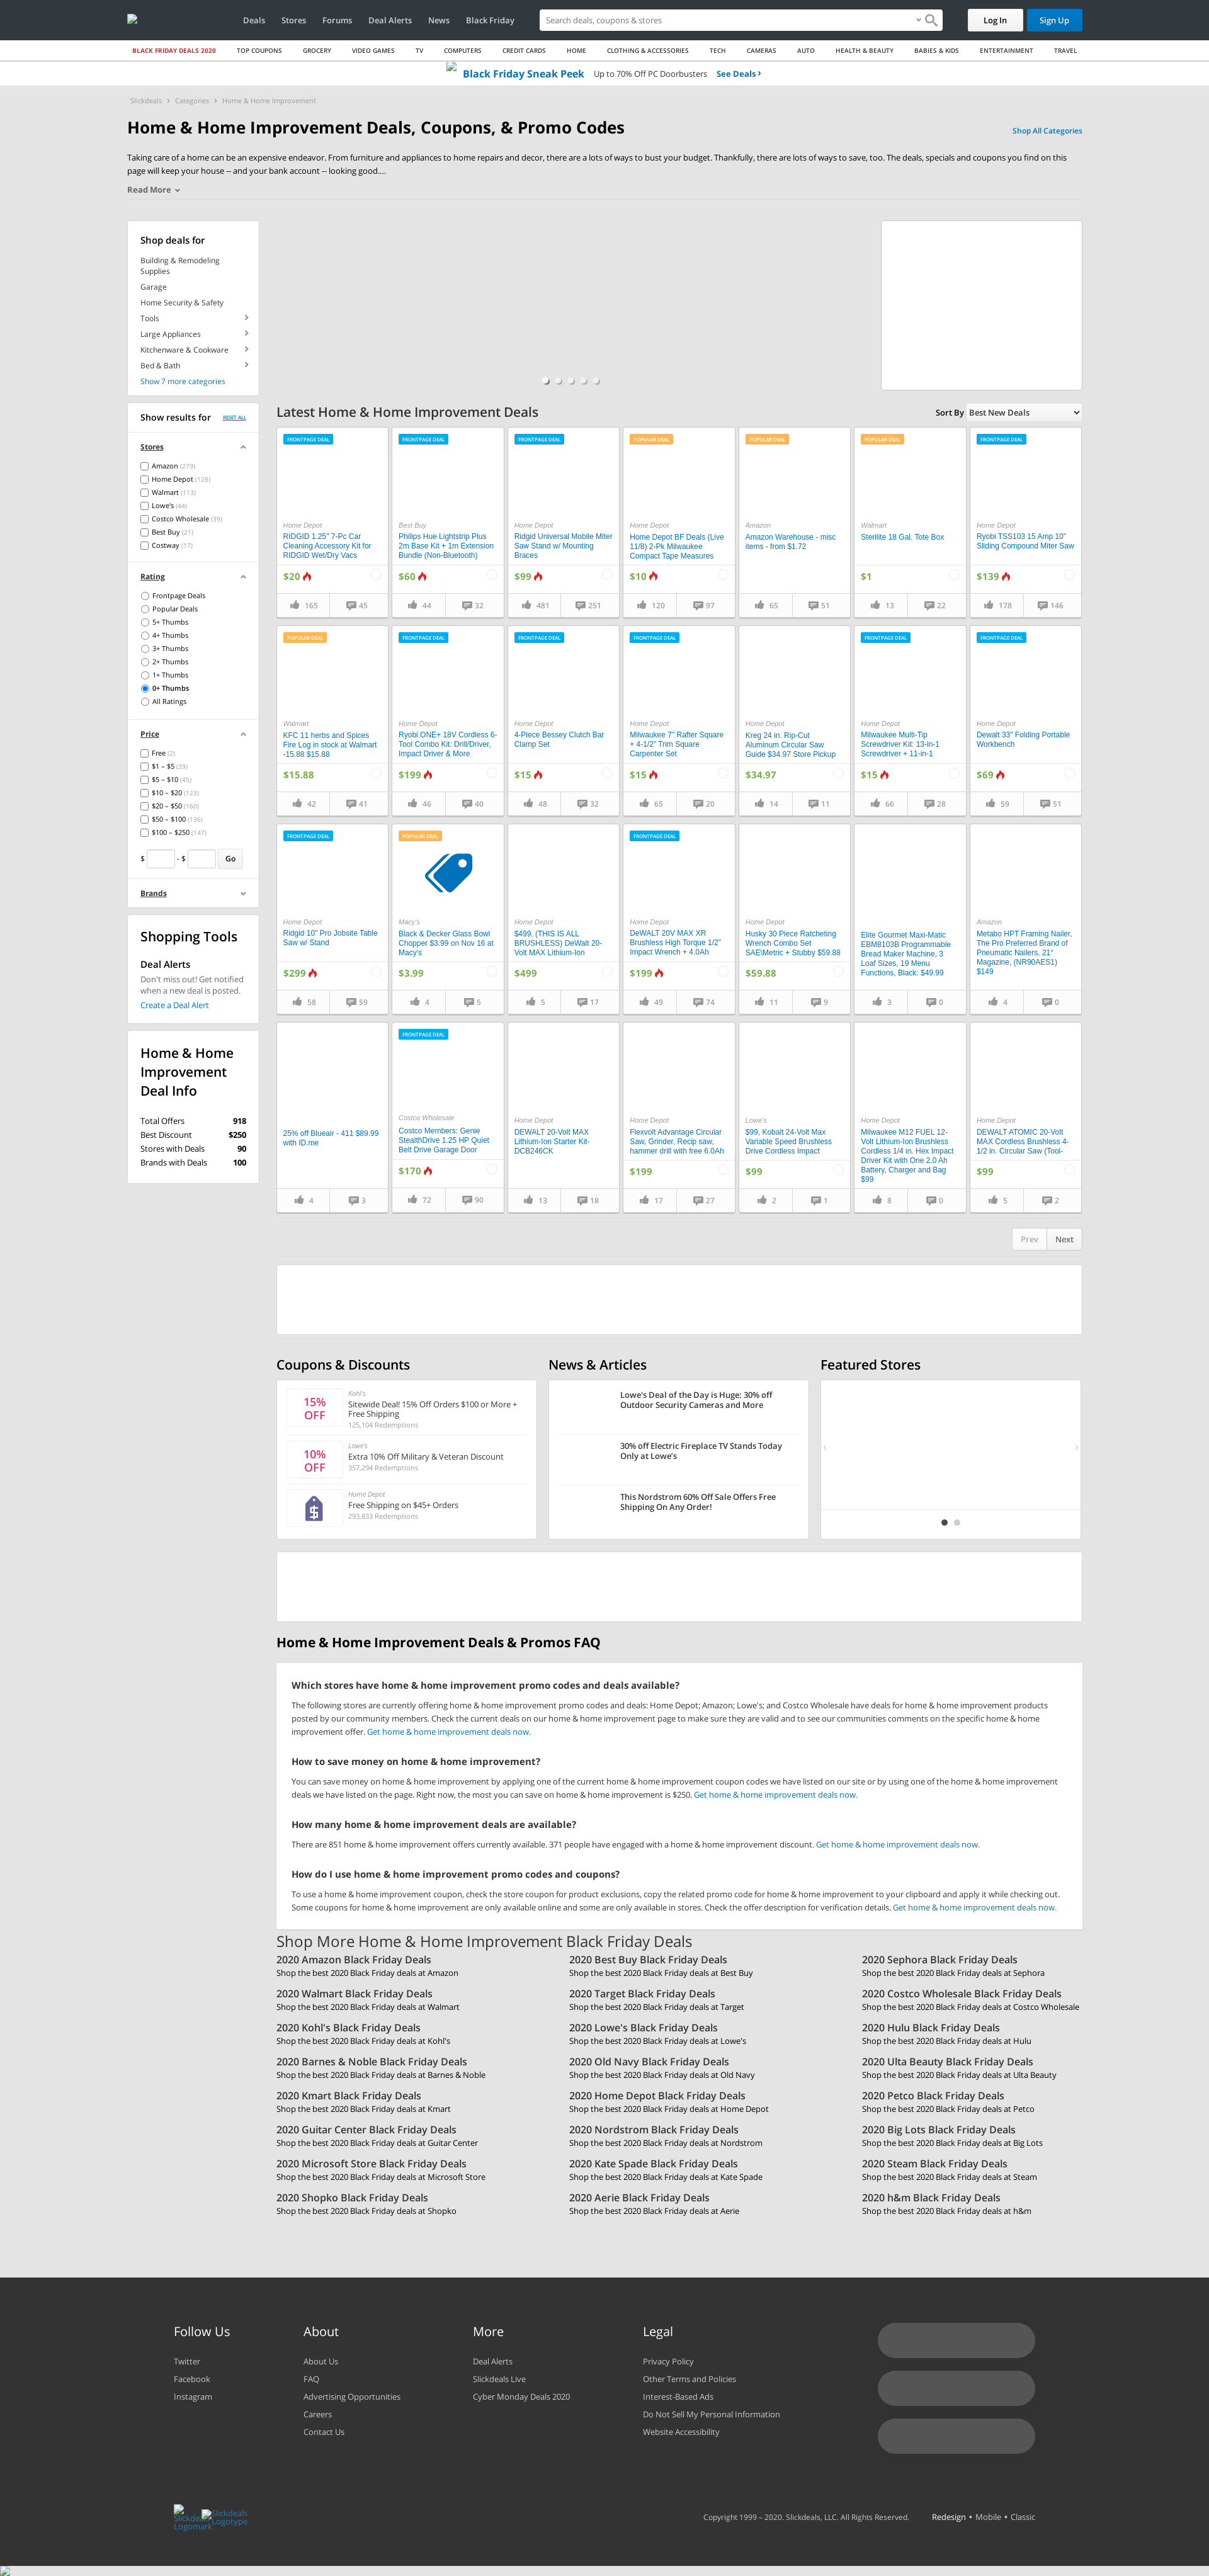 Deals Stores Forums Deal Alerts News Black Friday Search deals, coupons & stores Log In Sign Up
BLACK FRIDAY DEALS 2020 TOP COUPONS GROCERY VIDEO GAMES TV COMPUTERS CREDIT CARDS HOME CLOTHING & ACCESSORIES TECH CAMERAS AUTO HEALTH & BEAUTY BABIES & KIDS ENTERTAINMENT TRAVEL
Black Friday Sneak Peek Up to 70% Off PC Doorbusters See Deals
Slickdeals Categories Home & Home Improvement
Home & Home Improvement Deals, Coupons, & Promo Codes
Shop All Categories
Taking care of a home can be an expensive endeavor. From furniture and appliances to home repairs and decor, there are a lots of ways to bust your budget. Thankfully, there are lots of ways to save, too. The deals, specials and coupons you find on this
page will keep your house -- and your bank account -- looking good....
Read More
Shop deals for
Building & Remodeling
Supplies
Garage
Home Security & Safety
Tools
Large Appliances
Kitchenware & Cookware
Bed & Bath
Show 7 more categories
Show results for RESET ALL
Stores
Amazon (279)
Home Depot (128)
Walmart (113)
Lowe's (44)
Costco Wholesale (39)
Best Buy (21)
Costway (17)
Rating
Frontpage Deals
Popular Deals
5+ Thumbs
4+ Thumbs
3+ Thumbs
2+ Thumbs
1+ Thumbs
0+ Thumbs
All Ratings
Price
Free (2)
$1 – $5 (39)
$5 – $10 (45)
$10 – $20 (123)
$20 – $50 (160)
$50 – $100 (136)
$100 – $250 (147)
$ - $ Go
Brands
Shopping Tools
Deal Alerts
Don't miss out! Get notified
when a new deal is posted.
Create a Deal Alert
Home & Home
Improvement
Deal Info
Total Offers 918
Best Discount $250
Stores with Deals 90
Brands with Deals 100
Latest Home & Home Improvement Deals
Sort By Best New Deals
FRONTPAGE DEAL
Home Depot
RIDGID 1.25" 7-Pc Car
Cleaning Accessory Kit for
RIDGID Wet/Dry Vacs
$20
165 45
FRONTPAGE DEAL
Best Buy
Philips Hue Lightstrip Plus
2m Base Kit + 1m Extension
Bundle (Non-Bluetooth)
$60
44 32
FRONTPAGE DEAL
Home Depot
Ridgid Universal Mobile Miter
Saw Stand w/ Mounting
Braces
$99
481 251
POPULAR DEAL
Home Depot
Home Depot BF Deals (Live
11/8) 2-Pk Milwaukee
Compact Tape Measures
$10
120 97
POPULAR DEAL
Amazon
Amazon Warehouse - misc
items - from $1.72
65 51
POPULAR DEAL
Walmart
Sterilite 18 Gal. Tote Box
$1
13 22
FRONTPAGE DEAL
Home Depot
Ryobi TSS103 15 Amp 10"
Sliding Compound Miter Saw
$139
178 146
POPULAR DEAL
Walmart
KFC 11 herbs and Spices
Fire Log in stock at Walmart
-15.88 $15.88
$15.88
42 41
FRONTPAGE DEAL
Home Depot
Ryobi ONE+ 18V Cordless 6-
Tool Combo Kit: Drill/Driver,
Impact Driver & More
$199
46 40
FRONTPAGE DEAL
Home Depot
4-Piece Bessey Clutch Bar
Clamp Set
$15
48 32
FRONTPAGE DEAL
Home Depot
Milwaukee 7" Rafter Square
+ 4-1/2" Trim Square
Carpenter Set
$15
65 20
Home Depot
Kreg 24 in. Rip-Cut
Aluminum Circular Saw
Guide $34.97 Store Pickup
$34.97
14 11
FRONTPAGE DEAL
Home Depot
Milwaukee Multi-Tip
Screwdriver Kit: 13-in-1
Screwdriver + 11-in-1
$15
66 28
FRONTPAGE DEAL
Home Depot
Dewalt 33" Folding Portable
Workbench
$69
59 51
FRONTPAGE DEAL
Home Depot
Ridgid 10" Pro Jobsite Table
Saw w/ Stand
$299
58 59
POPULAR DEAL
Macy's
Black & Decker Glass Bowl
Chopper $3.99 on Nov 16 at
Macy's
$3.99
4 5
Home Depot
$499, (THIS IS ALL
BRUSHLESS) DeWalt 20-
Volt MAX Lithium-Ion
$499
5 17
FRONTPAGE DEAL
Home Depot
DeWALT 20V MAX XR
Brushless High Torque 1/2"
Impact Wrench + 4.0Ah
$199
49 74
Home Depot
Husky 30 Piece Ratcheting
Wrench Combo Set
SAE\Metric + Stubby $59.88
$59.88
11 9
Elite Gourmet Maxi-Matic
EBM8103B Programmable
Bread Maker Machine, 3
Loaf Sizes, 19 Menu
Functions, Black: $49.99
3 0
Amazon
Metabo HPT Framing Nailer,
The Pro Preferred Brand of
Pneumatic Nailers, 21°
Magazine, (NR90AES1)
$149
4 0
25% off Blueair - 411 $89.99
with ID.me
4 3
FRONTPAGE DEAL
Costco Wholesale
Costco Members: Genie
StealthDrive 1.25 HP Quiet
Belt Drive Garage Door
$170
72 90
Home Depot
DEWALT 20-Volt MAX
Lithium-Ion Starter Kit-
DCB246CK
13 18
Home Depot
Flexvolt Advantage Circular
Saw, Grinder, Recip saw,
hammer drill with free 6.0Ah
$199
17 27
Lowe's
$99, Kobalt 24-Volt Max
Variable Speed Brushless
Drive Cordless Impact
$99
2 1
Home Depot
Milwaukee M12 FUEL 12-
Volt Lithium-Ion Brushless
Cordless 1/4 in. Hex Impact
Driver Kit with One 2.0 Ah
Battery, Charger and Bag
$99
8 0
Home Depot
DEWALT ATOMIC 20-Volt
MAX Cordless Brushless 4-
1/2 in. Circular Saw (Tool-
$99
5 2
Prev Next
Coupons & Discounts
15%
OFF
Kohl's
Sitewide Deal! 15% Off Orders $100 or More +
Free Shipping
125,104 Redemptions
10%
OFF
Lowe's
Extra 10% Off Military & Veteran Discount
357,294 Redemptions
Home Depot
Free Shipping on $45+ Orders
293,833 Redemptions
News & Articles
Lowe's Deal of the Day is Huge: 30% off
Outdoor Security Cameras and More
30% off Electric Fireplace TV Stands Today
Only at Lowe's
This Nordstrom 60% Off Sale Offers Free
Shipping On Any Order!
Featured Stores
Home & Home Improvement Deals & Promos FAQ
Which stores have home & home improvement promo codes and deals available?
The following stores are currently offering home & home improvement promo codes and deals: Home Depot; Amazon; Lowe's; and Costco Wholesale have deals for home & home improvement products
posted by our community members. Check the current deals on our home & home improvement page to make sure they are valid and to see our communities comments on the specific home & home
improvement offer. Get home & home improvement deals now.
How to save money on home & home improvement?
You can save money on home & home improvement by applying one of the current home & home improvement coupon codes we have listed on our site or by using one of the home & home improvement
deals we have listed on the page. Right now, the most you can save on home & home improvement is $250. Get home & home improvement deals now.
How many home & home improvement deals are available?
There are 851 home & home improvement offers currently available. 371 people have engaged with a home & home improvement discount. Get home & home improvement deals now.
How do I use home & home improvement promo codes and coupons?
To use a home & home improvement coupon, check the store coupon for product exclusions, copy the related promo code for home & home improvement to your clipboard and apply it while checking out.
Some coupons for home & home improvement are only available online and some are only available in stores. Check the offer description for verification details. Get home & home improvement deals now.
Shop More Home & Home Improvement Black Friday Deals
2020 Amazon Black Friday Deals
Shop the best 2020 Black Friday deals at Amazon
2020 Best Buy Black Friday Deals
Shop the best 2020 Black Friday deals at Best Buy
2020 Sephora Black Friday Deals
Shop the best 2020 Black Friday deals at Sephora
2020 Walmart Black Friday Deals
Shop the best 2020 Black Friday deals at Walmart
2020 Target Black Friday Deals
Shop the best 2020 Black Friday deals at Target
2020 Costco Wholesale Black Friday Deals
Shop the best 2020 Black Friday deals at Costco Wholesale
2020 Kohl's Black Friday Deals
Shop the best 2020 Black Friday deals at Kohl's
2020 Lowe's Black Friday Deals
Shop the best 2020 Black Friday deals at Lowe's
2020 Hulu Black Friday Deals
Shop the best 2020 Black Friday deals at Hulu
2020 Barnes & Noble Black Friday Deals
Shop the best 2020 Black Friday deals at Barnes & Noble
2020 Old Navy Black Friday Deals
Shop the best 2020 Black Friday deals at Old Navy
2020 Ulta Beauty Black Friday Deals
Shop the best 2020 Black Friday deals at Ulta Beauty
2020 Kmart Black Friday Deals
Shop the best 2020 Black Friday deals at Kmart
2020 Home Depot Black Friday Deals
Shop the best 2020 Black Friday deals at Home Depot
2020 Petco Black Friday Deals
Shop the best 2020 Black Friday deals at Petco
2020 Guitar Center Black Friday Deals
Shop the best 2020 Black Friday deals at Guitar Center
2020 Nordstrom Black Friday Deals
Shop the best 2020 Black Friday deals at Nordstrom
2020 Big Lots Black Friday Deals
Shop the best 2020 Black Friday deals at Big Lots
2020 Microsoft Store Black Friday Deals
Shop the best 2020 Black Friday deals at Microsoft Store
2020 Kate Spade Black Friday Deals
Shop the best 2020 Black Friday deals at Kate Spade
2020 Steam Black Friday Deals
Shop the best 2020 Black Friday deals at Steam
2020 Shopko Black Friday Deals
Shop the best 2020 Black Friday deals at Shopko
2020 Aerie Black Friday Deals
Shop the best 2020 Black Friday deals at Aerie
2020 h&m Black Friday Deals
Shop the best 2020 Black Friday deals at h&m
Follow Us
Twitter
Facebook
Instagram
About
About Us
FAQ
Advertising Opportunities
Careers
Contact Us
More
Deal Alerts
Slickdeals Live
Cyber Monday Deals 2020
Legal
Privacy Policy
Other Terms and Policies
Interest-Based Ads
Do Not Sell My Personal Information
Website Accessibility
Slickdeals
Logomark
Slickdeals
Logotype
Copyright 1999 – 2020. Slickdeals, LLC. All Rights Reserved. Redesign • Mobile • Classic